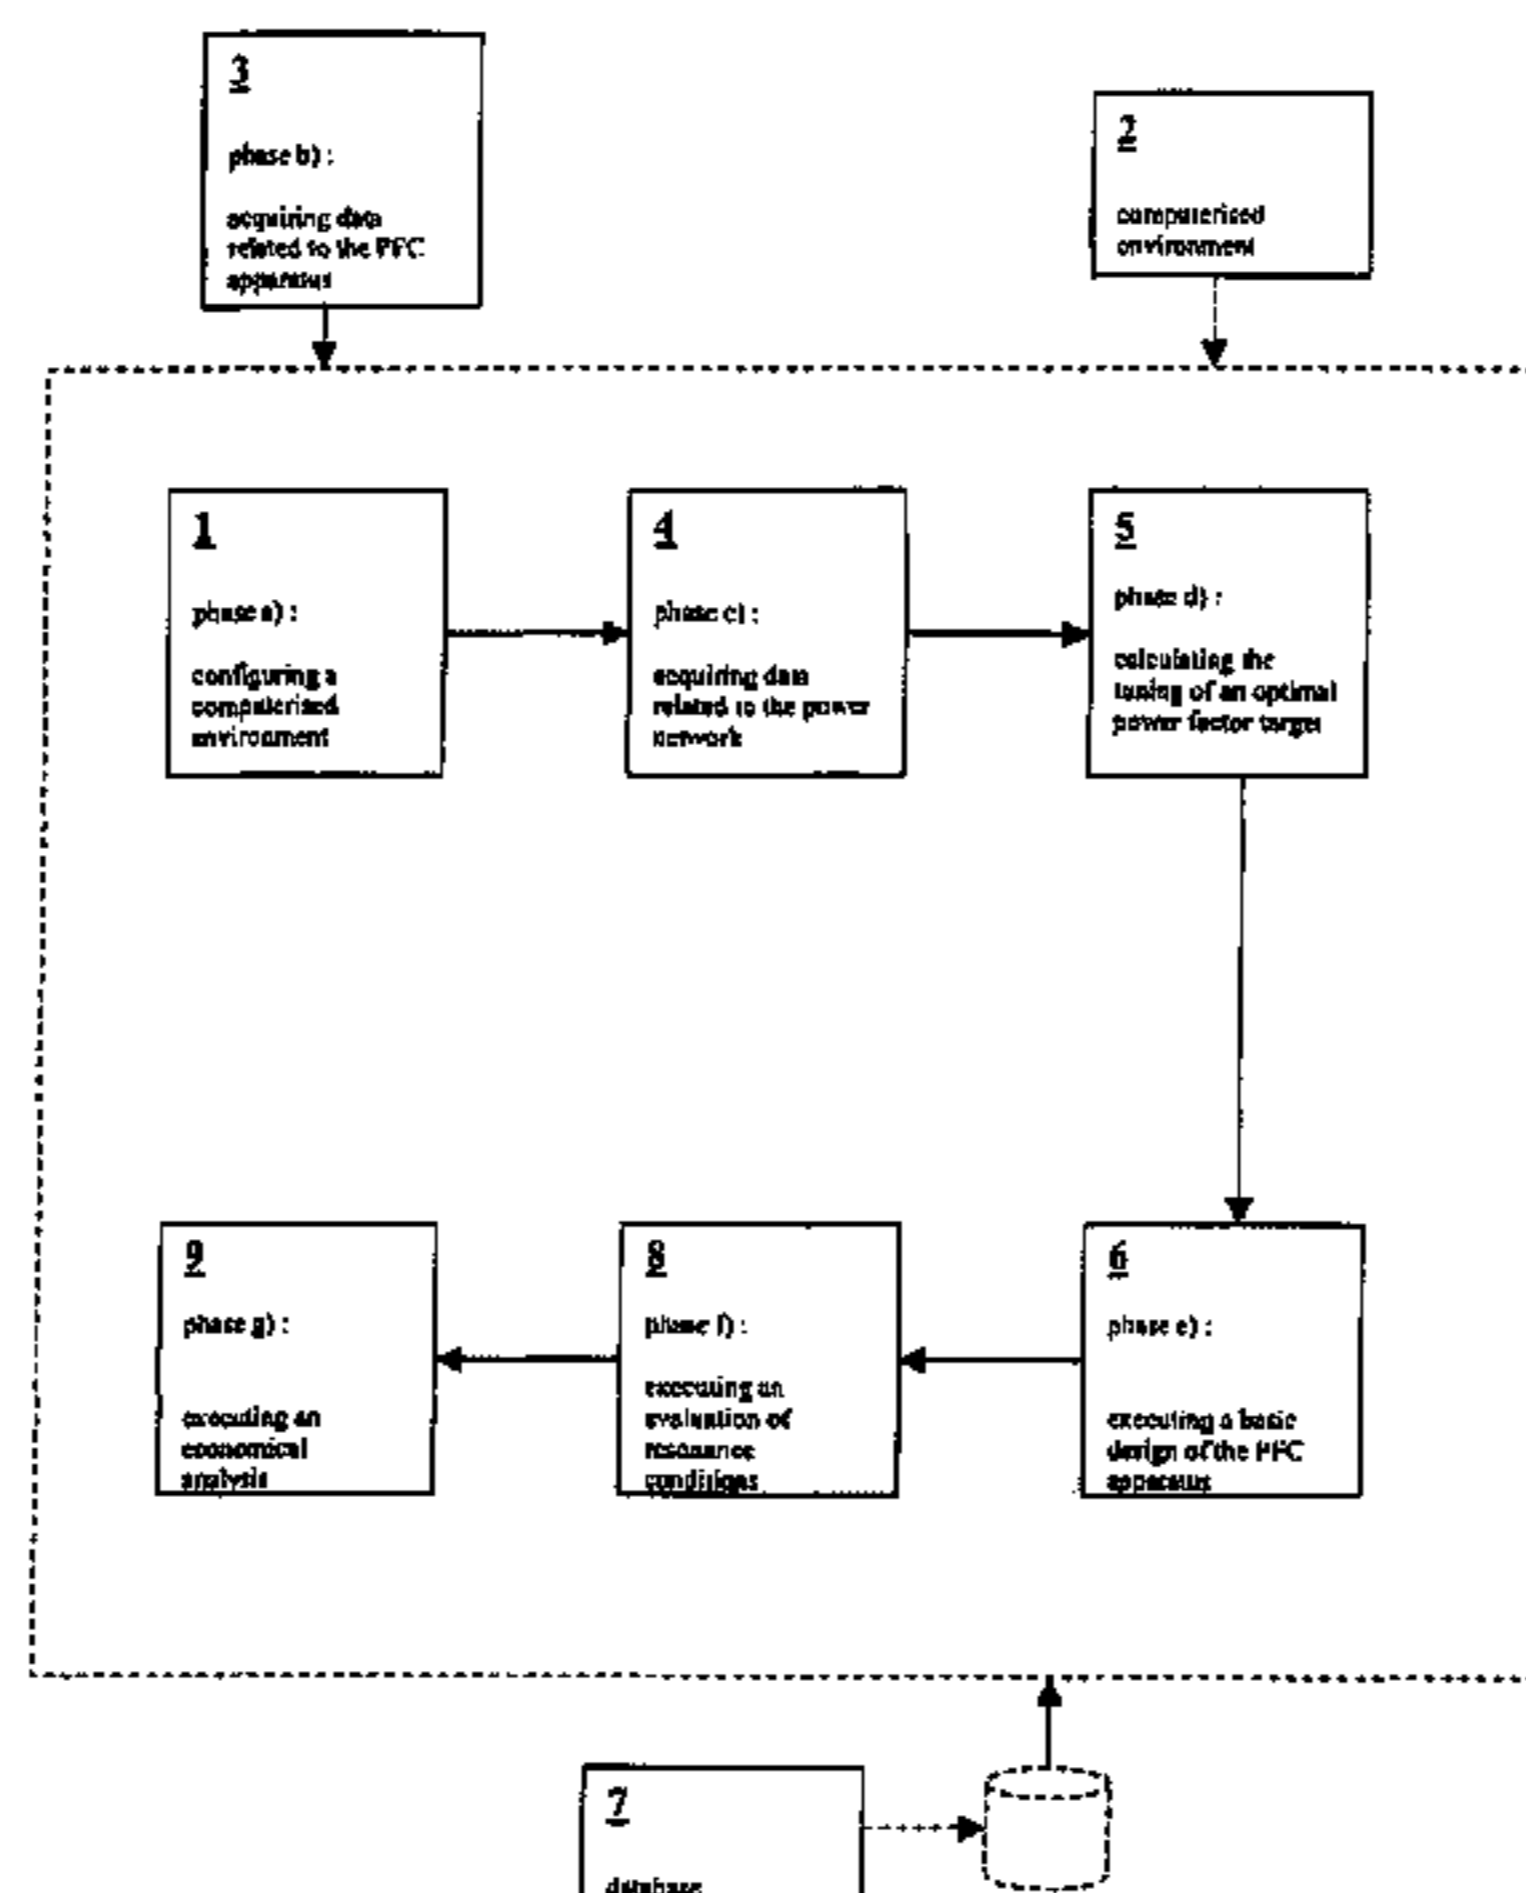 3
phase b) :
acquiring data
related to the PFC
apparatus
2
computerised
environment
1
phase a) :
configuring a
computerised
environment
4
phase c) :
acquiring data
related to the power
network
5
phase d) :
calculating the
tuning of an optimal
power factor target
9
phase g) :
executing an
economical
analysis
8
phase f) :
executing an
evaluation of
resonance
conditions
6
phase e) :
executing a basic
design of the PFC
apparatus
7
database